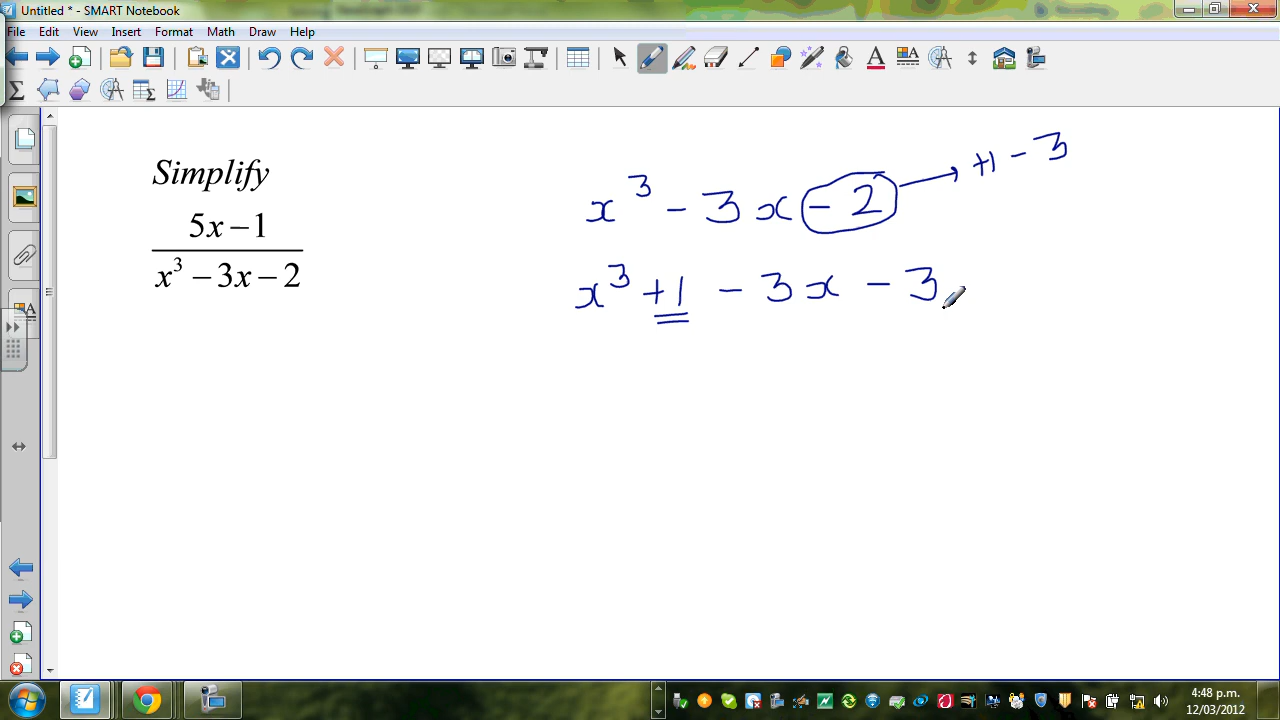 Untitled * - SMART Notebook
File Edit View Insert Format Math Draw Help
Simplify
5x − 1
x³ − 3x − 2
x³ − 3x − 2 → +1 − 3
x³ + 1 − 3x − 3
4:48 p.m.
12/03/2012